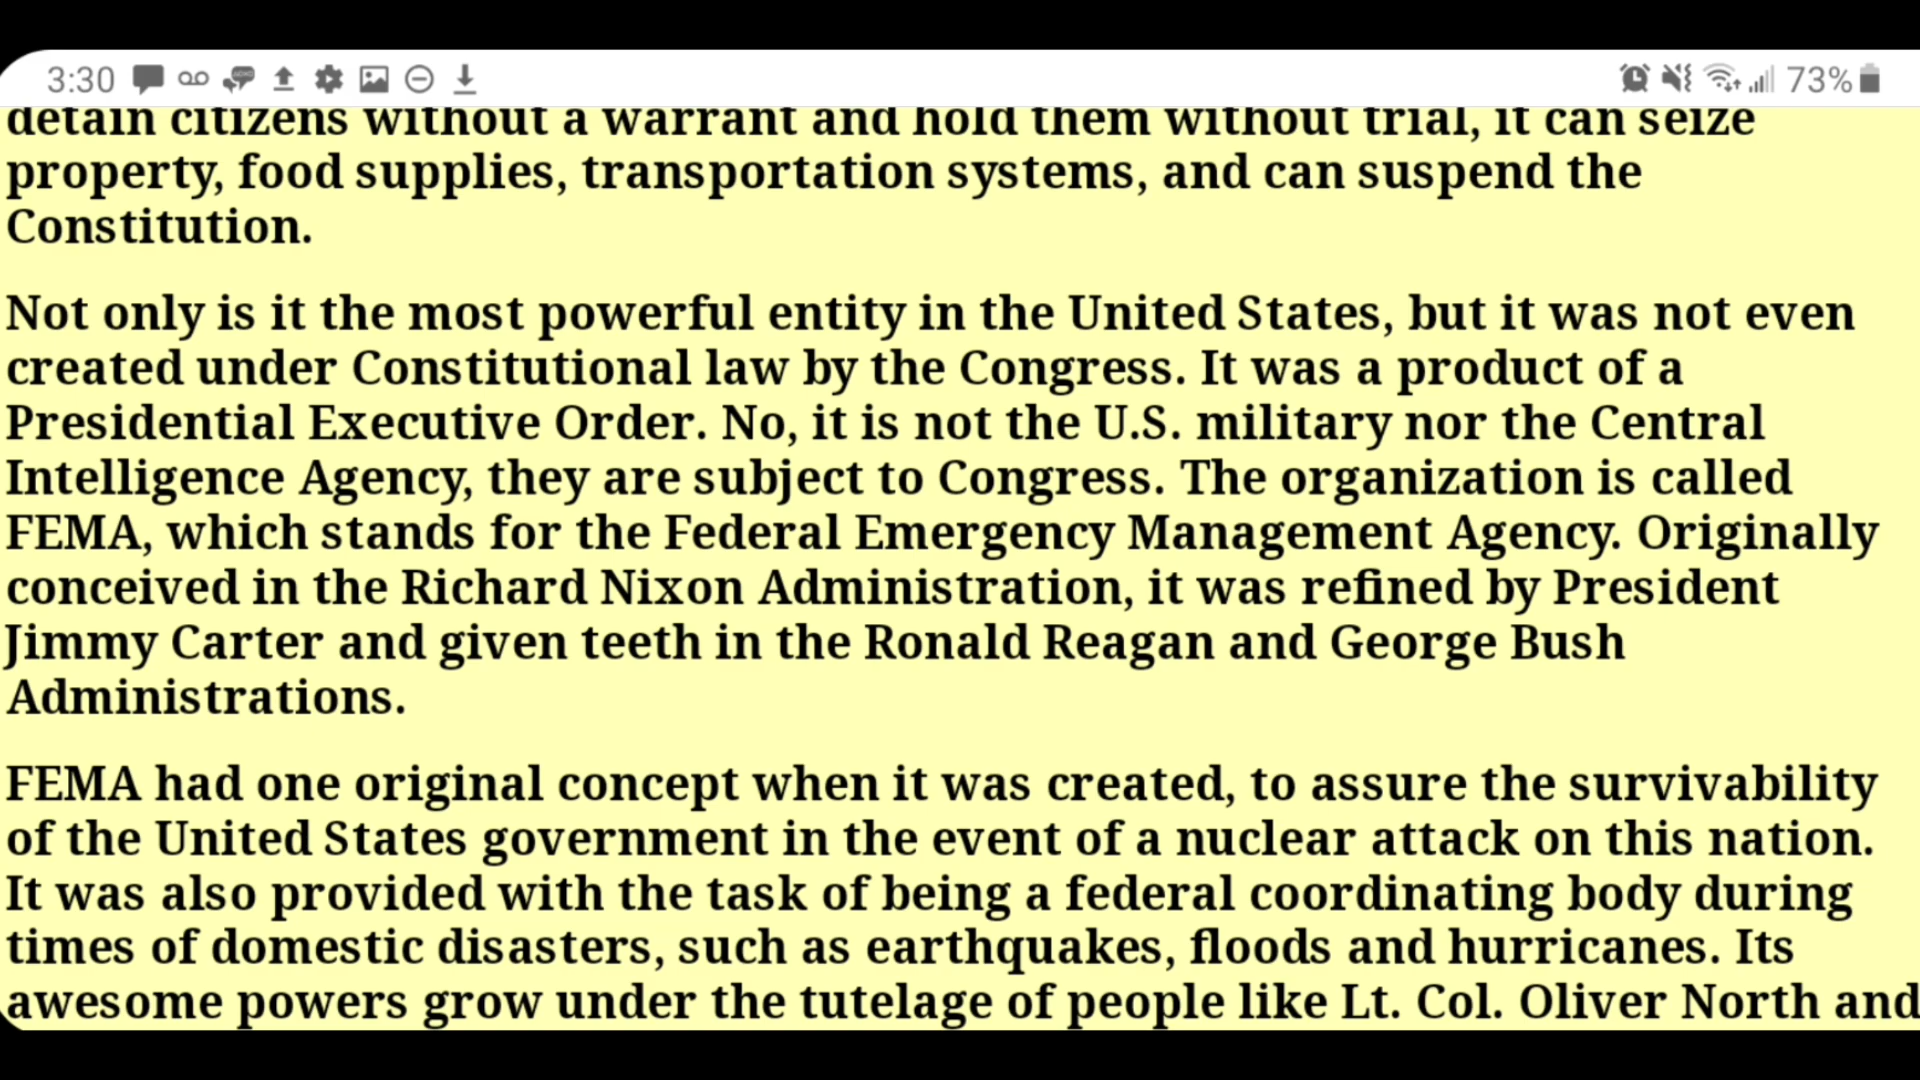 3:30
73%
detain citizens without a warrant and hold them without trial, it can seize
property, food supplies, transportation systems, and can suspend the
Constitution.
Not only is it the most powerful entity in the United States, but it was not even
created under Constitutional law by the Congress. It was a product of a
Presidential Executive Order. No, it is not the U.S. military nor the Central
Intelligence Agency, they are subject to Congress. The organization is called
FEMA, which stands for the Federal Emergency Management Agency. Originally
conceived in the Richard Nixon Administration, it was refined by President
Jimmy Carter and given teeth in the Ronald Reagan and George Bush
Administrations.
FEMA had one original concept when it was created, to assure the survivability
of the United States government in the event of a nuclear attack on this nation.
It was also provided with the task of being a federal coordinating body during
times of domestic disasters, such as earthquakes, floods and hurricanes. Its
awesome powers grow under the tutelage of people like Lt. Col. Oliver North and